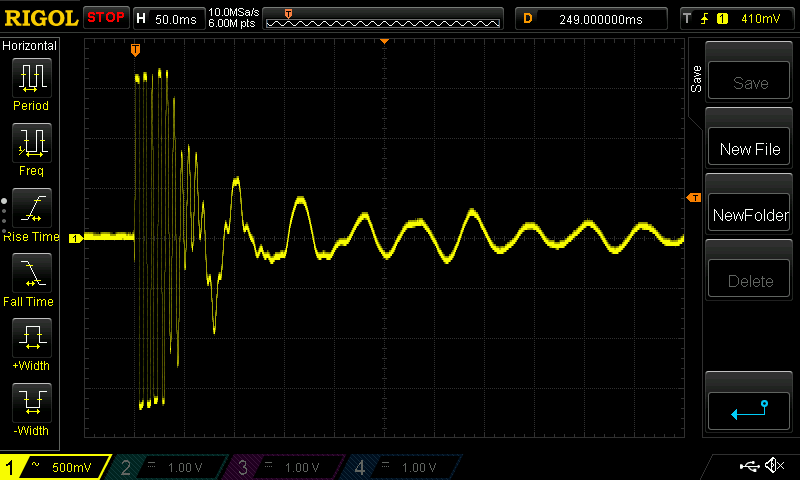 RIGOL STOP H 50.0ms 10.0MSa/s 6.00M pts T D 249.000000ms T 1 410mV
Horizontal
Period
Freq
Rise Time
Fall Time
+Width
-Width
T
1
T
Save
Save
New File
NewFolder
Delete
1 ~ 500mV 2 1.00 V 3 1.00 V 4 1.00 V